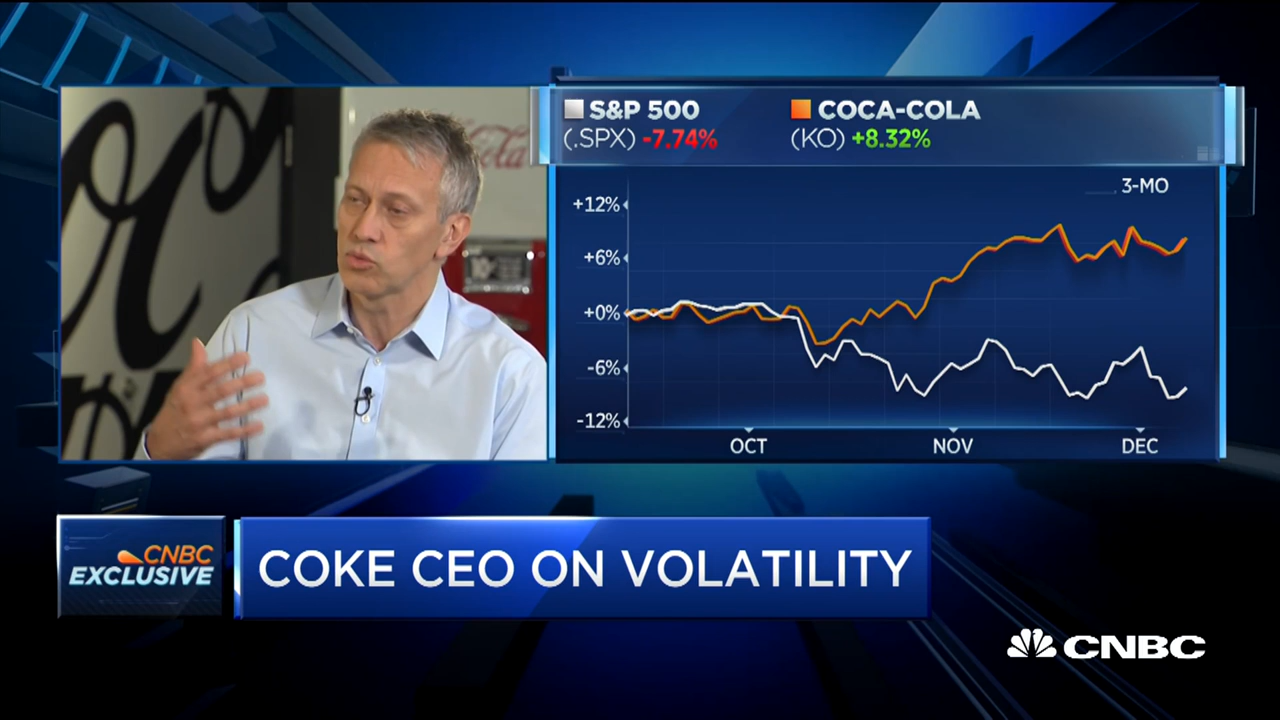 S&P 500
(.SPX) -7.74%
COCA-COLA
(KO) +8.32%
3-MO
+12%
+6%
+0%
-6%
-12%
OCT
NOV
DEC
Cola
CNBC
EXCLUSIVE
COKE CEO ON VOLATILITY
CNBC